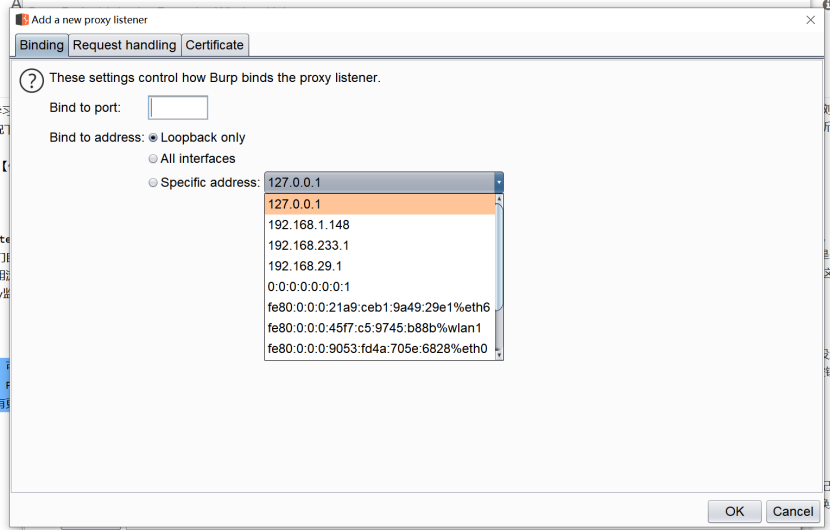 Add a new proxy listener
Binding Request handling Certificate
These settings control how Burp binds the proxy listener.
Bind to port:
Bind to address: Loopback only
All interfaces
Specific address: 127.0.0.1
127.0.0.1
192.168.1.148
192.168.233.1
192.168.29.1
0:0:0:0:0:0:0:1
fe80:0:0:0:21a9:ceb1:9a49:29e1%eth6
fe80:0:0:0:45f7:c5:9745:b88b%wlan1
fe80:0:0:0:9053:fd4a:705e:6828%eth0
OK Cancel